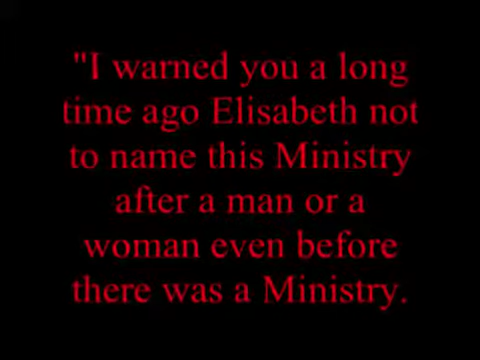 "I warned you a long
time ago Elisabeth not
to name this Ministry
after a man or a
woman even before
there was a Ministry.